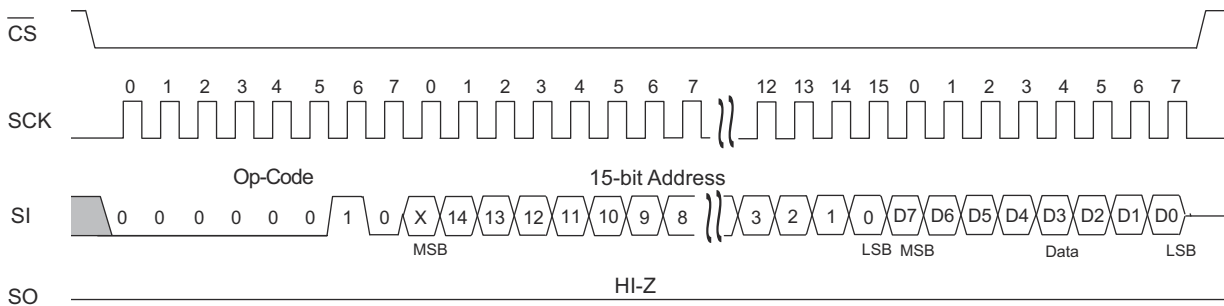 CS
0 1 2 3 4 5 6 7 0 1 2 3 4 5 6 7 12 13 14 15 0 1 2 3 4 5 6 7
SCK
Op-Code 15-bit Address
SI 0 0 0 0 0 0 1 0 X 14 13 12 11 10 9 8 3 2 1 0 D7 D6 D5 D4 D3 D2 D1 D0
MSB LSB MSB Data LSB
HI-Z
SO